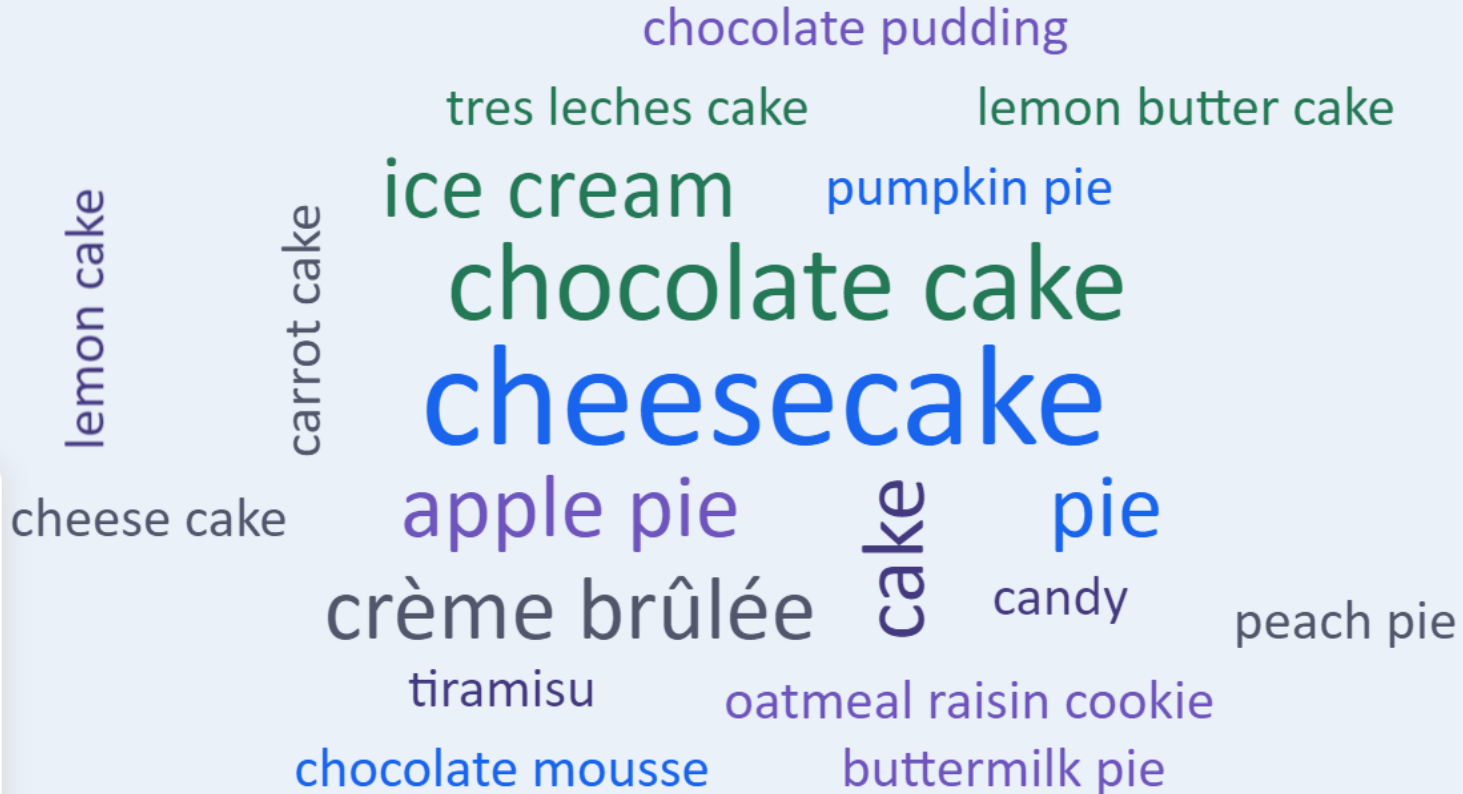 chocolate pudding
tres leches cake
lemon butter cake
ice cream
pumpkin pie
lemon cake
carrot cake
chocolate cake
cheesecake
cheese cake
apple pie
cake
pie
crème brûlée
candy
peach pie
tiramisu
oatmeal raisin cookie
chocolate mousse
buttermilk pie